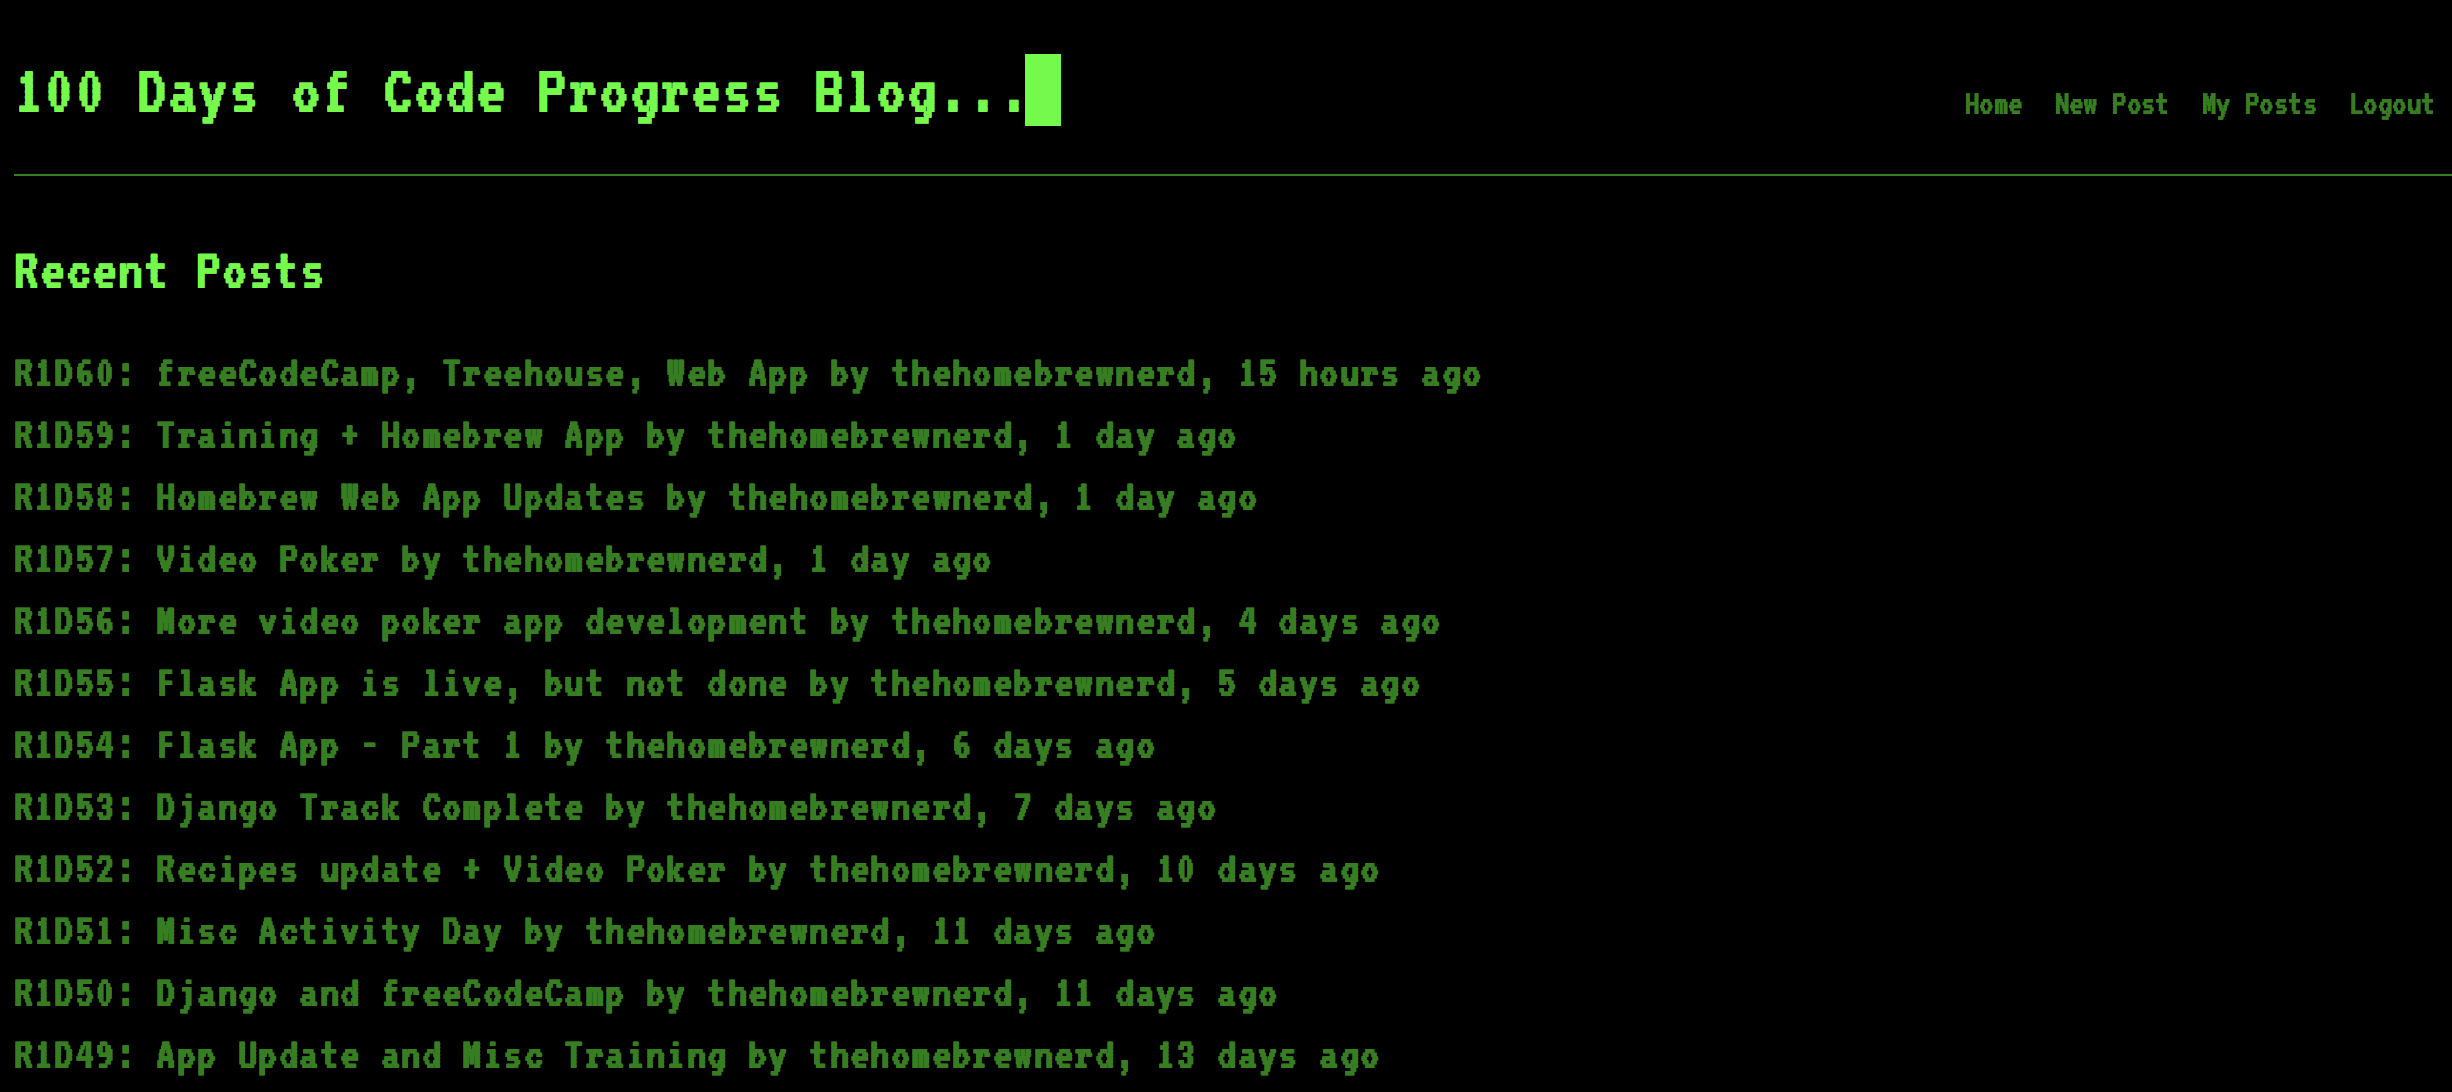 100 Days of Code Progress Blog...
Home New Post My Posts Logout
Recent Posts
R1D60: freeCodeCamp, Treehouse, Web App by thehomebrewnerd, 15 hours ago
R1D59: Training + Homebrew App by thehomebrewnerd, 1 day ago
R1D58: Homebrew Web App Updates by thehomebrewnerd, 1 day ago
R1D57: Video Poker by thehomebrewnerd, 1 day ago
R1D56: More video poker app development by thehomebrewnerd, 4 days ago
R1D55: Flask App is live, but not done by thehomebrewnerd, 5 days ago
R1D54: Flask App - Part 1 by thehomebrewnerd, 6 days ago
R1D53: Django Track Complete by thehomebrewnerd, 7 days ago
R1D52: Recipes update + Video Poker by thehomebrewnerd, 10 days ago
R1D51: Misc Activity Day by thehomebrewnerd, 11 days ago
R1D50: Django and freeCodeCamp by thehomebrewnerd, 11 days ago
R1D49: App Update and Misc Training by thehomebrewnerd, 13 days ago